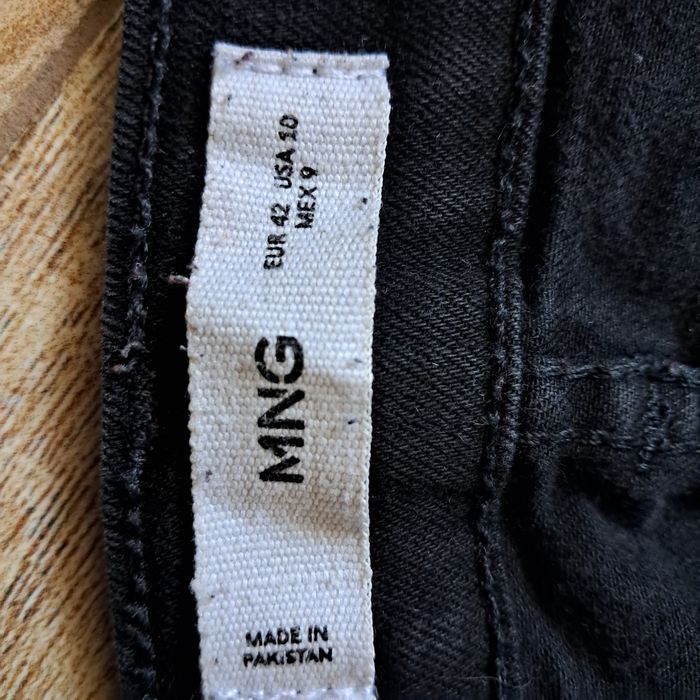 MNG
EUR 42 USA 10
MEX 9
MADE IN
PAKISTAN